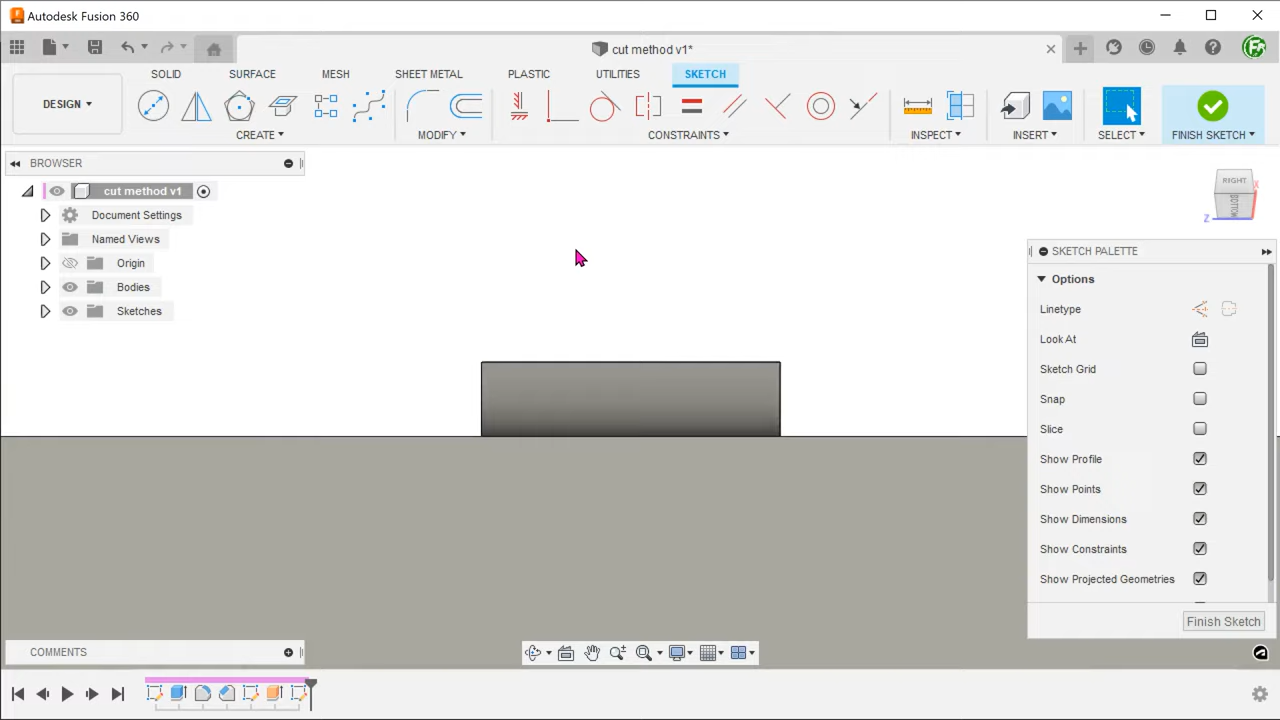 Autodesk Fusion 360
cut method v1*
DESIGN
SOLID
SURFACE
MESH
SHEET METAL
PLASTIC
UTILITIES
SKETCH
CREATE
MODIFY
CONSTRAINTS
INSPECT
INSERT
SELECT
FINISH SKETCH
BROWSER
cut method v1
Document Settings
Named Views
Origin
Bodies
Sketches
RIGHT
BOTTOM
X
Z
SKETCH PALETTE
Options
Linetype
Look At
Sketch Grid
Snap
Slice
Show Profile
Show Points
Show Dimensions
Show Constraints
Show Projected Geometries
Finish Sketch
COMMENTS